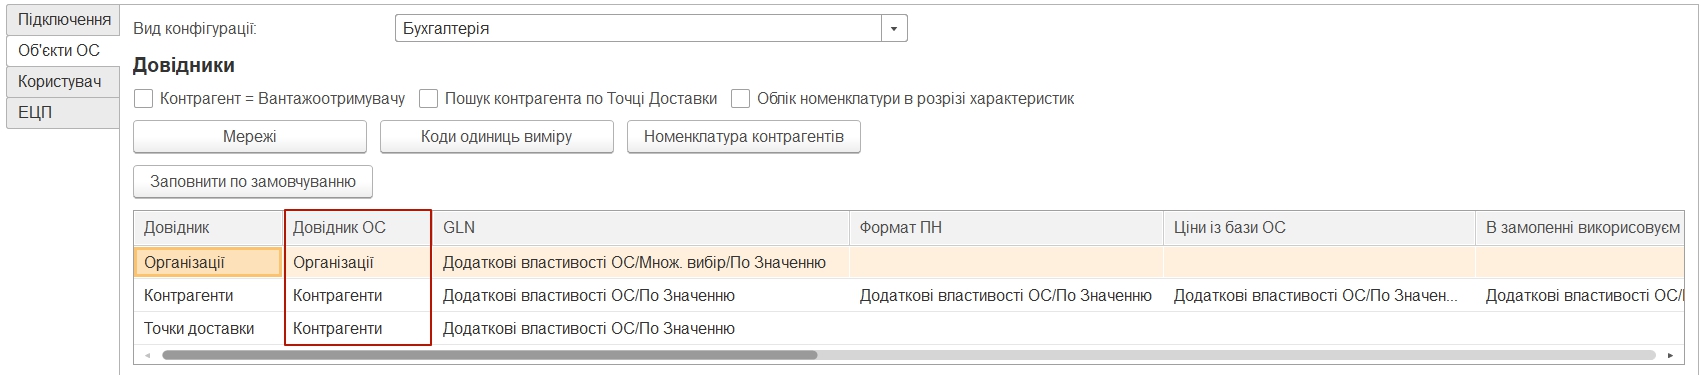 Підключення
Об'єкти ОС
Користувач
ЕЦП
Вид конфігурації: Бухгалтерія
Довідники
Контрагент = Вантажоотримувачу Пошук контрагента по Точці Доставки Облік номенклатури в розрізі характеристик
Мережі Коди одиниць виміру Номенклатура контрагентів
Заповнити по замовчуванню
Довідник Довідник ОС GLN Формат ПН Ціни із бази ОС В замоленні використовуєм
Організації Організації Додаткові властивості ОС/Множ. вибір/По Значенню
Контрагенти Контрагенти Додаткові властивості ОС/По Значенню Додаткові властивості ОС/По Значенню Додаткові властивості ОС/По Значен... Додаткові властивості ОС/
Точки доставки Контрагенти Додаткові властивості ОС/По Значенню